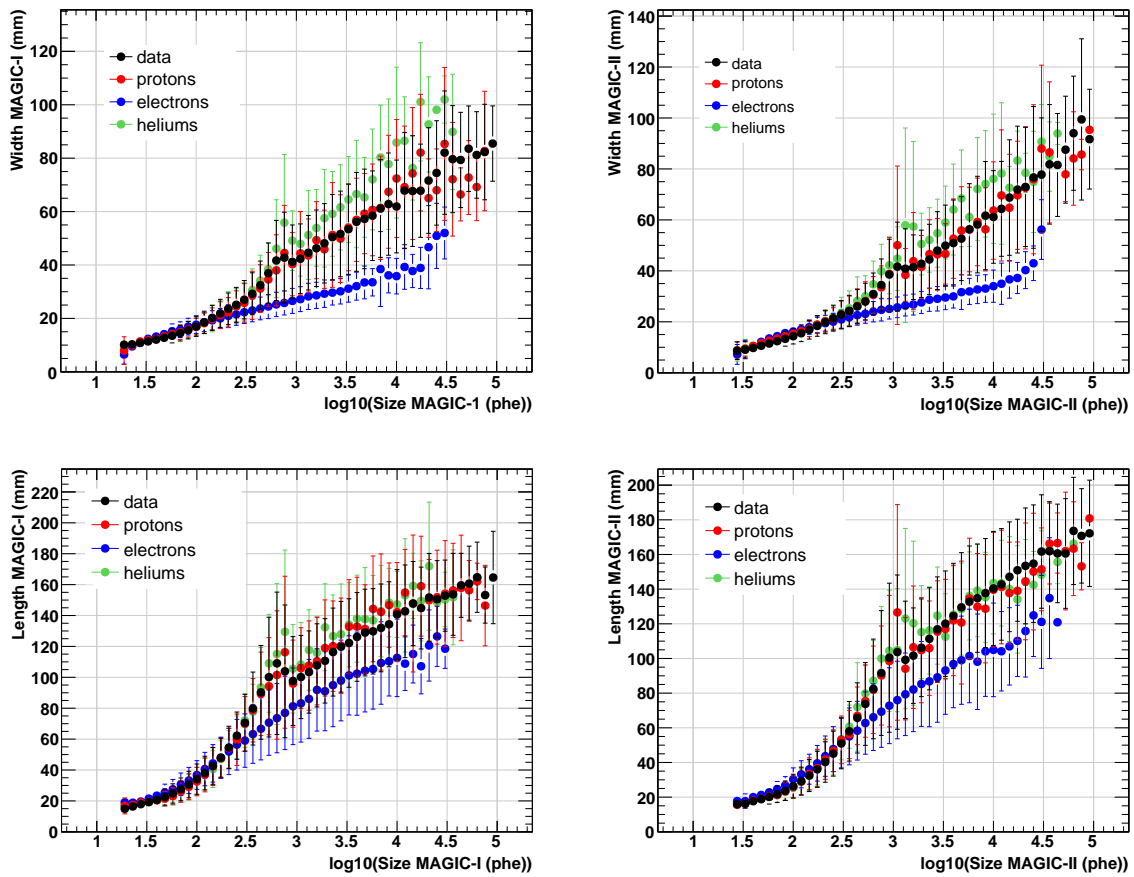 Width MAGIC-I (mm)
120
100
80
60
40
20
0
data
protons
electrons
heliums
1 1.5 2 2.5 3 3.5 4 4.5 5
log10(Size MAGIC-1 (phe))
Width MAGIC-II (mm)
140
120
100
80
60
40
20
0
data
protons
electrons
heliums
1 1.5 2 2.5 3 3.5 4 4.5 5
log10(Size MAGIC-II (phe))
Length MAGIC-I (mm)
220
200
180
160
140
120
100
80
60
40
20
0
data
protons
electrons
heliums
1 1.5 2 2.5 3 3.5 4 4.5 5
log10(Size MAGIC-I (phe))
Length MAGIC-II (mm)
200
180
160
140
120
100
80
60
40
20
0
data
protons
electrons
heliums
1 1.5 2 2.5 3 3.5 4 4.5 5
log10(Size MAGIC-II (phe))